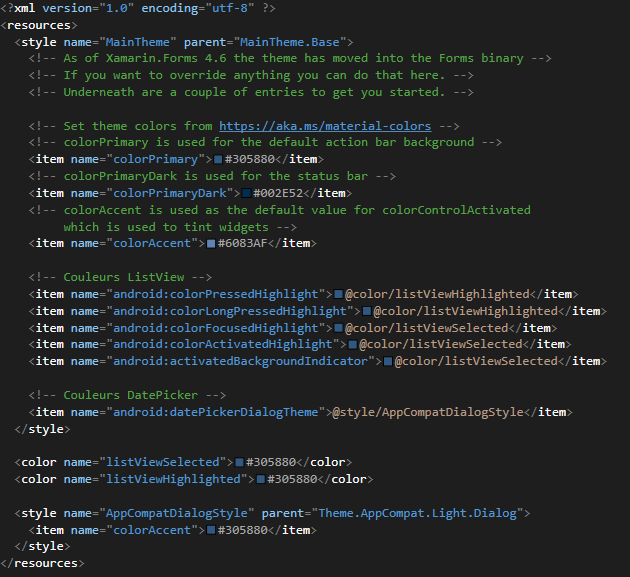 <?xml version="1.0" encoding="utf-8" ?>
<resources>
  <style name="MainTheme" parent="MainTheme.Base">
    <!-- As of Xamarin.Forms 4.6 the theme has moved into the Forms binary -->
    <!-- If you want to override anything you can do that here. -->
    <!-- Underneath are a couple of entries to get you started. -->

    <!-- Set theme colors from https://aka.ms/material-colors -->
    <!-- colorPrimary is used for the default action bar background -->
    <item name="colorPrimary">#305880</item>
    <!-- colorPrimaryDark is used for the status bar -->
    <item name="colorPrimaryDark">#002E52</item>
    <!-- colorAccent is used as the default value for colorControlActivated
         which is used to tint widgets -->
    <item name="colorAccent">#6083AF</item>

    <!-- Couleurs ListView -->
    <item name="android:colorPressedHighlight">@color/listViewHighlighted</item>
    <item name="android:colorLongPressedHighlight">@color/listViewHighlighted</item>
    <item name="android:colorFocusedHighlight">@color/listViewSelected</item>
    <item name="android:colorActivatedHighlight">@color/listViewSelected</item>
    <item name="android:activatedBackgroundIndicator">@color/listViewSelected</item>

    <!-- Couleurs DatePicker -->
    <item name="android:datePickerDialogTheme">@style/AppCompatDialogStyle</item>
  </style>

  <color name="listViewSelected">#305880</color>
  <color name="listViewHighlighted">#305880</color>

  <style name="AppCompatDialogStyle" parent="Theme.AppCompat.Light.Dialog">
    <item name="colorAccent">#305880</item>
  </style>
</resources>